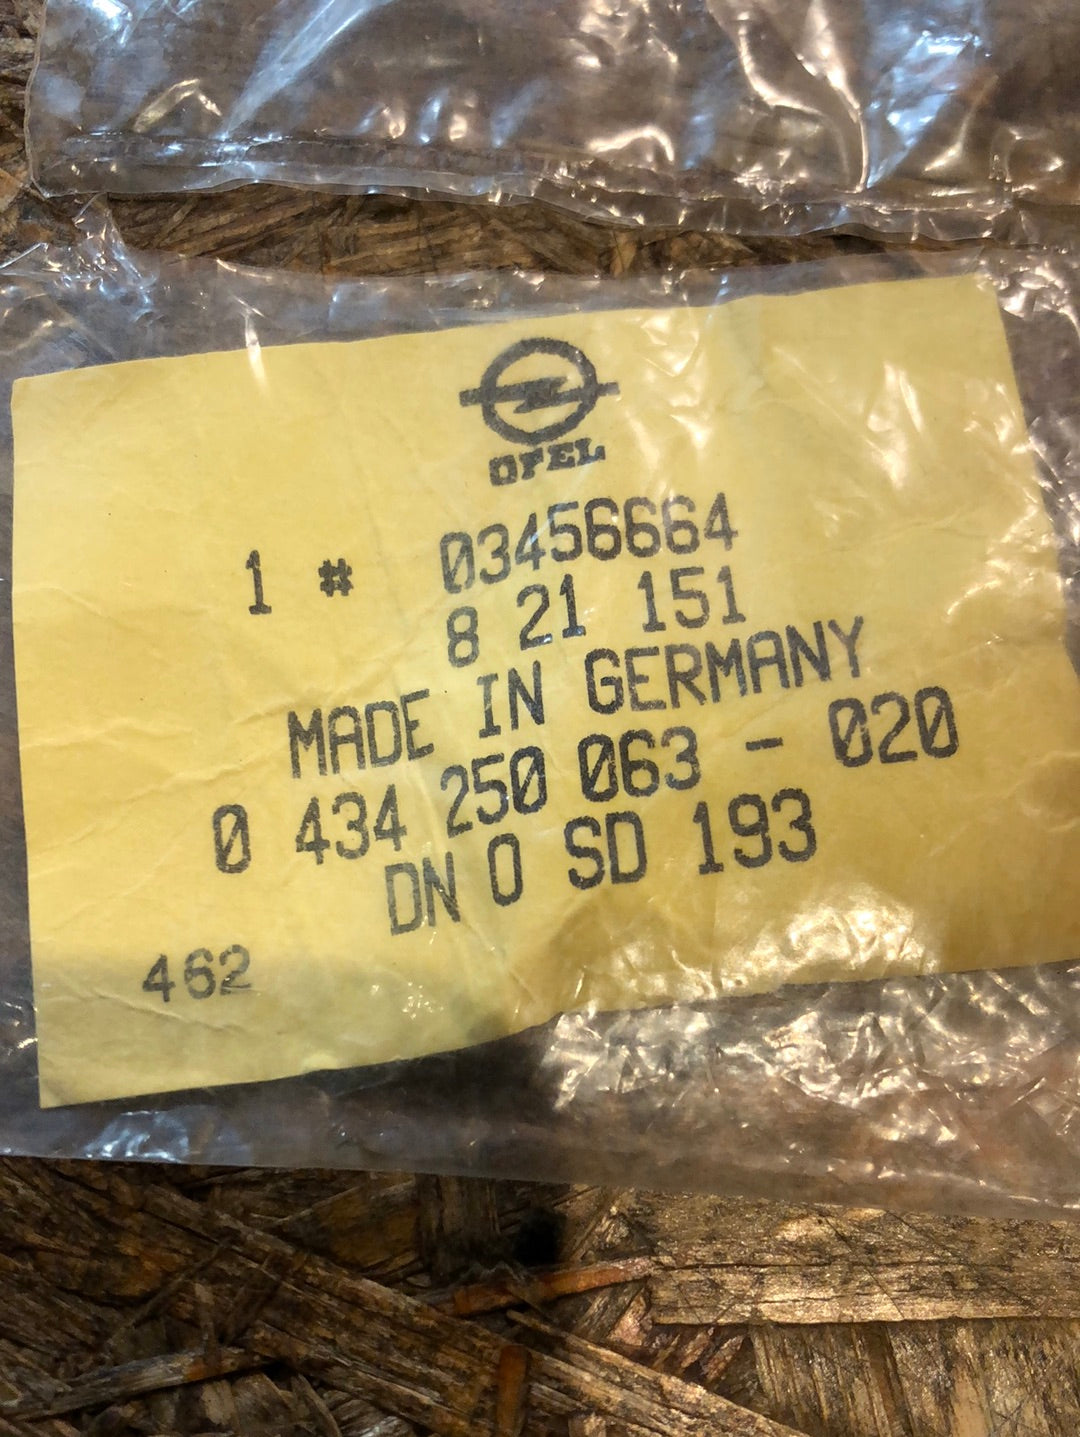 OPEL
1 # 03456664
8 21 151
MADE IN GERMANY
0 434 250 063 - 020
DN 0 SD 193
462